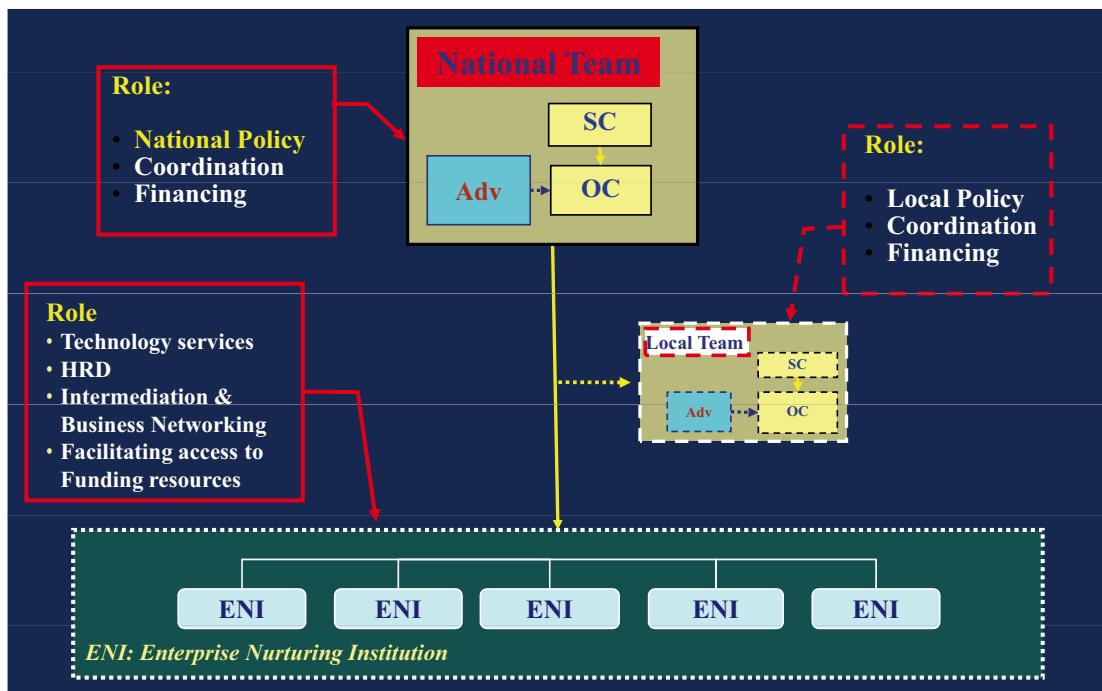 National Team
SC
Adv
OC
Role:
• National Policy
• Coordination
• Financing
Role:
• Local Policy
• Coordination
• Financing
Role
• Technology services
• HRD
• Intermediation &
Business Networking
• Facilitating access to
Funding resources
Local Team
SC
Adv
OC
ENI
ENI
ENI
ENI
ENI
ENI: Enterprise Nurturing Institution